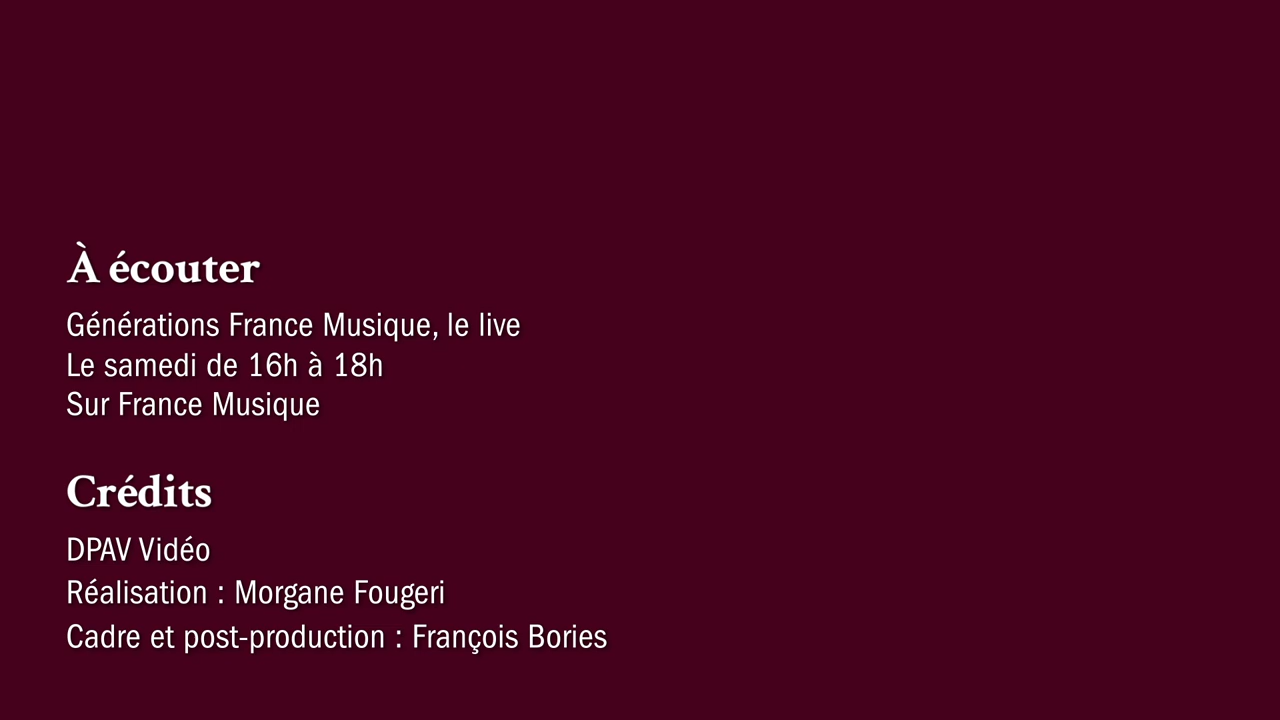 À écouter
Générations France Musique, le live
Le samedi de 16h à 18h
Sur France Musique
Crédits
DPAV Vidéo
Réalisation : Morgane Fougeri
Cadre et post-production : François Bories